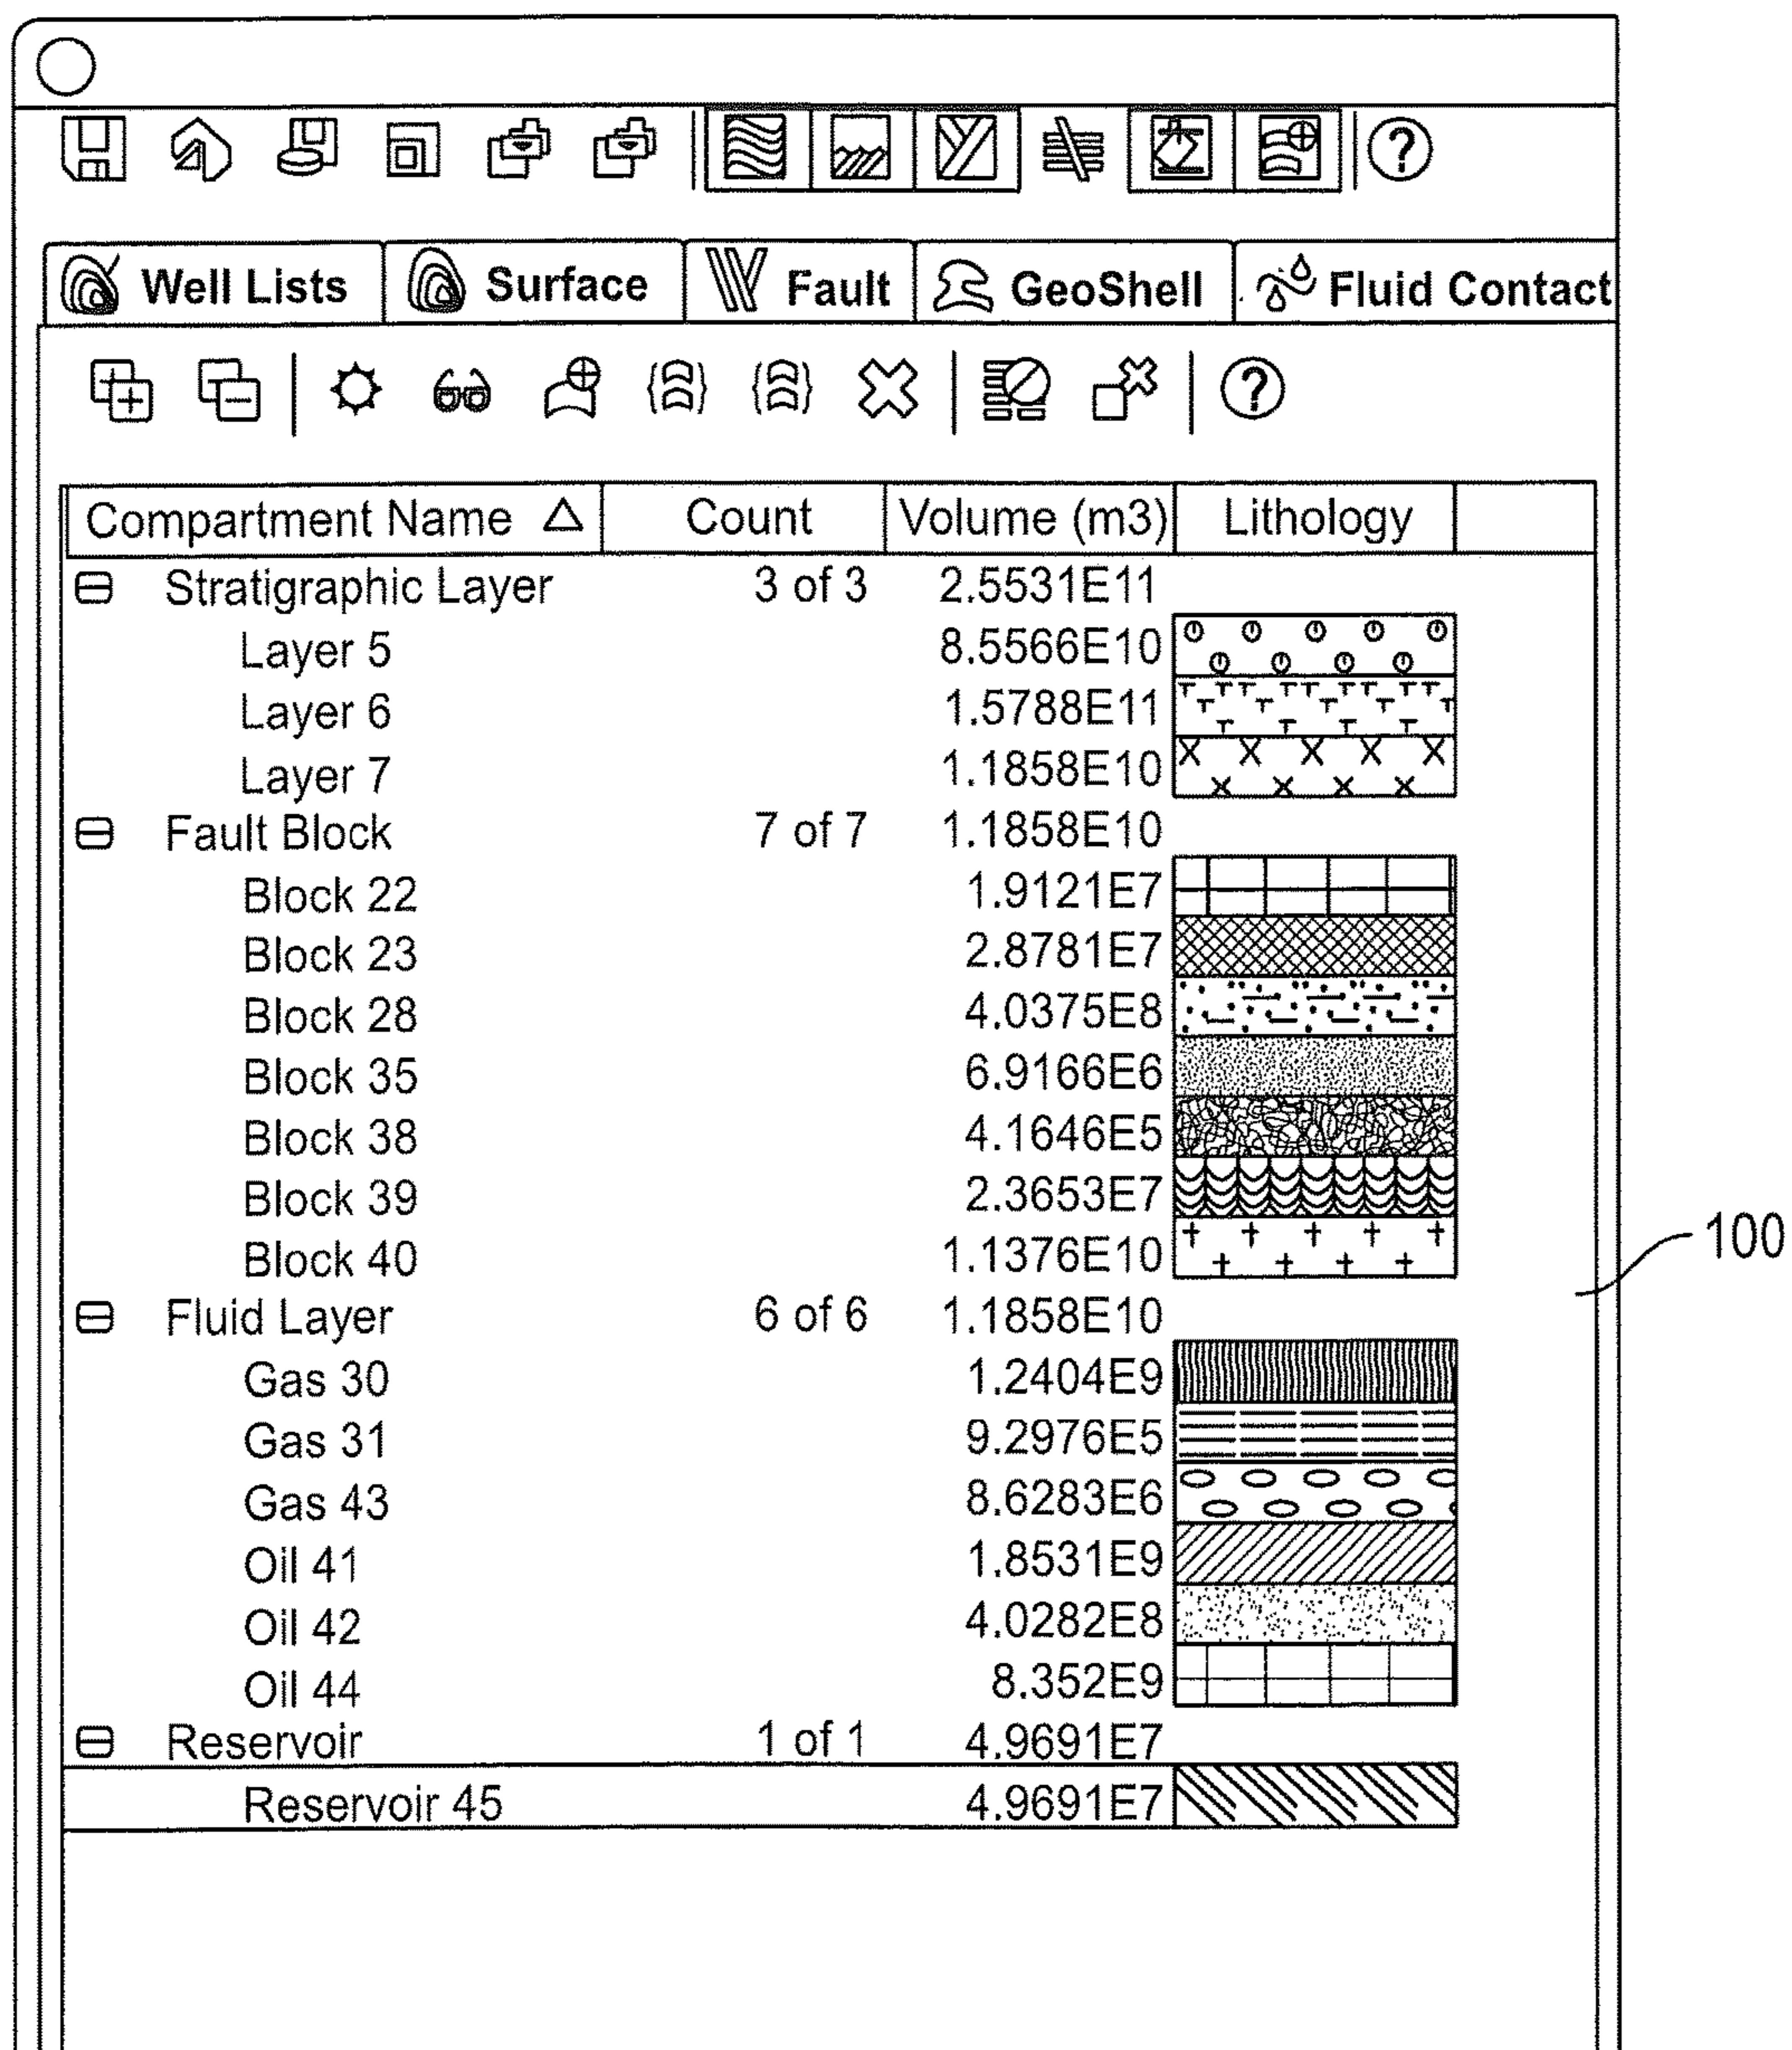 Well Lists Surface Fault GeoShell Fluid Contact
Compartment Name Count Volume (m3) Lithology
Stratigraphic Layer 3 of 3 2.5531E11
Layer 5 8.5566E10
Layer 6 1.5788E11
Layer 7 1.1858E10
Fault Block 7 of 7 1.1858E10
Block 22 1.9121E7
Block 23 2.8781E7
Block 28 4.0375E8
Block 35 6.9166E6
Block 38 4.1646E5
Block 39 2.3653E7
Block 40 1.1376E10
100
Fluid Layer 6 of 6 1.1858E10
Gas 30 1.2404E9
Gas 31 9.2976E5
Gas 43 8.6283E6
Oil 41 1.8531E9
Oil 42 4.0282E8
Oil 44 8.352E9
Reservoir 1 of 1 4.9691E7
Reservoir 45 4.9691E7